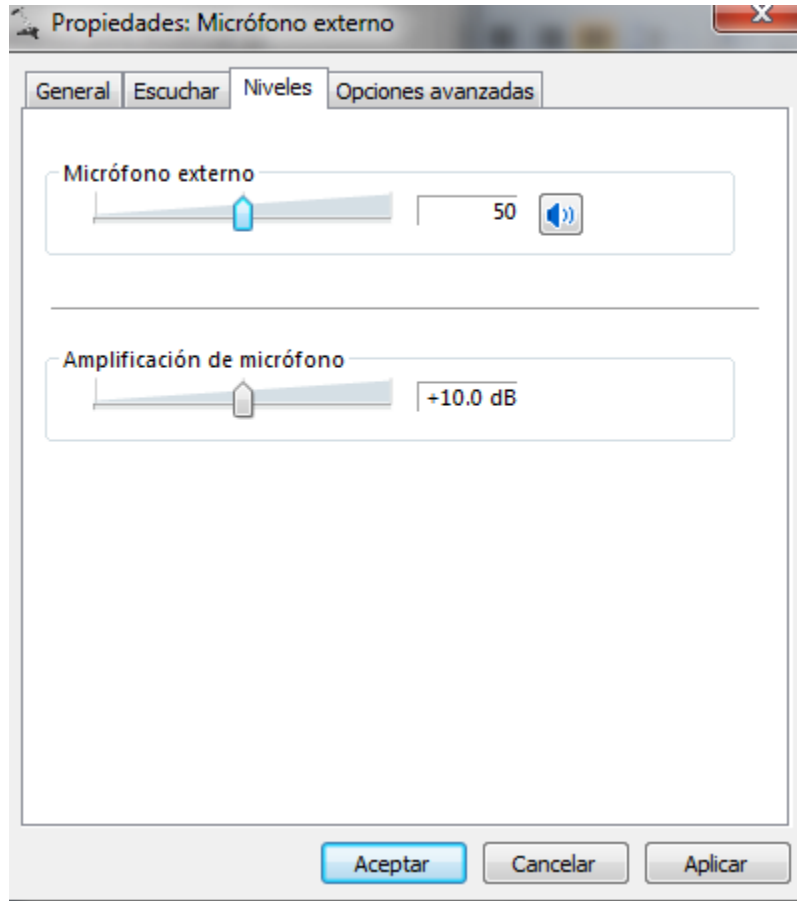 Propiedades: Micrófono externo
General Escuchar Niveles Opciones avanzadas
Micrófono externo
50
Amplificación de micrófono
+10.0 dB
Aceptar Cancelar Aplicar